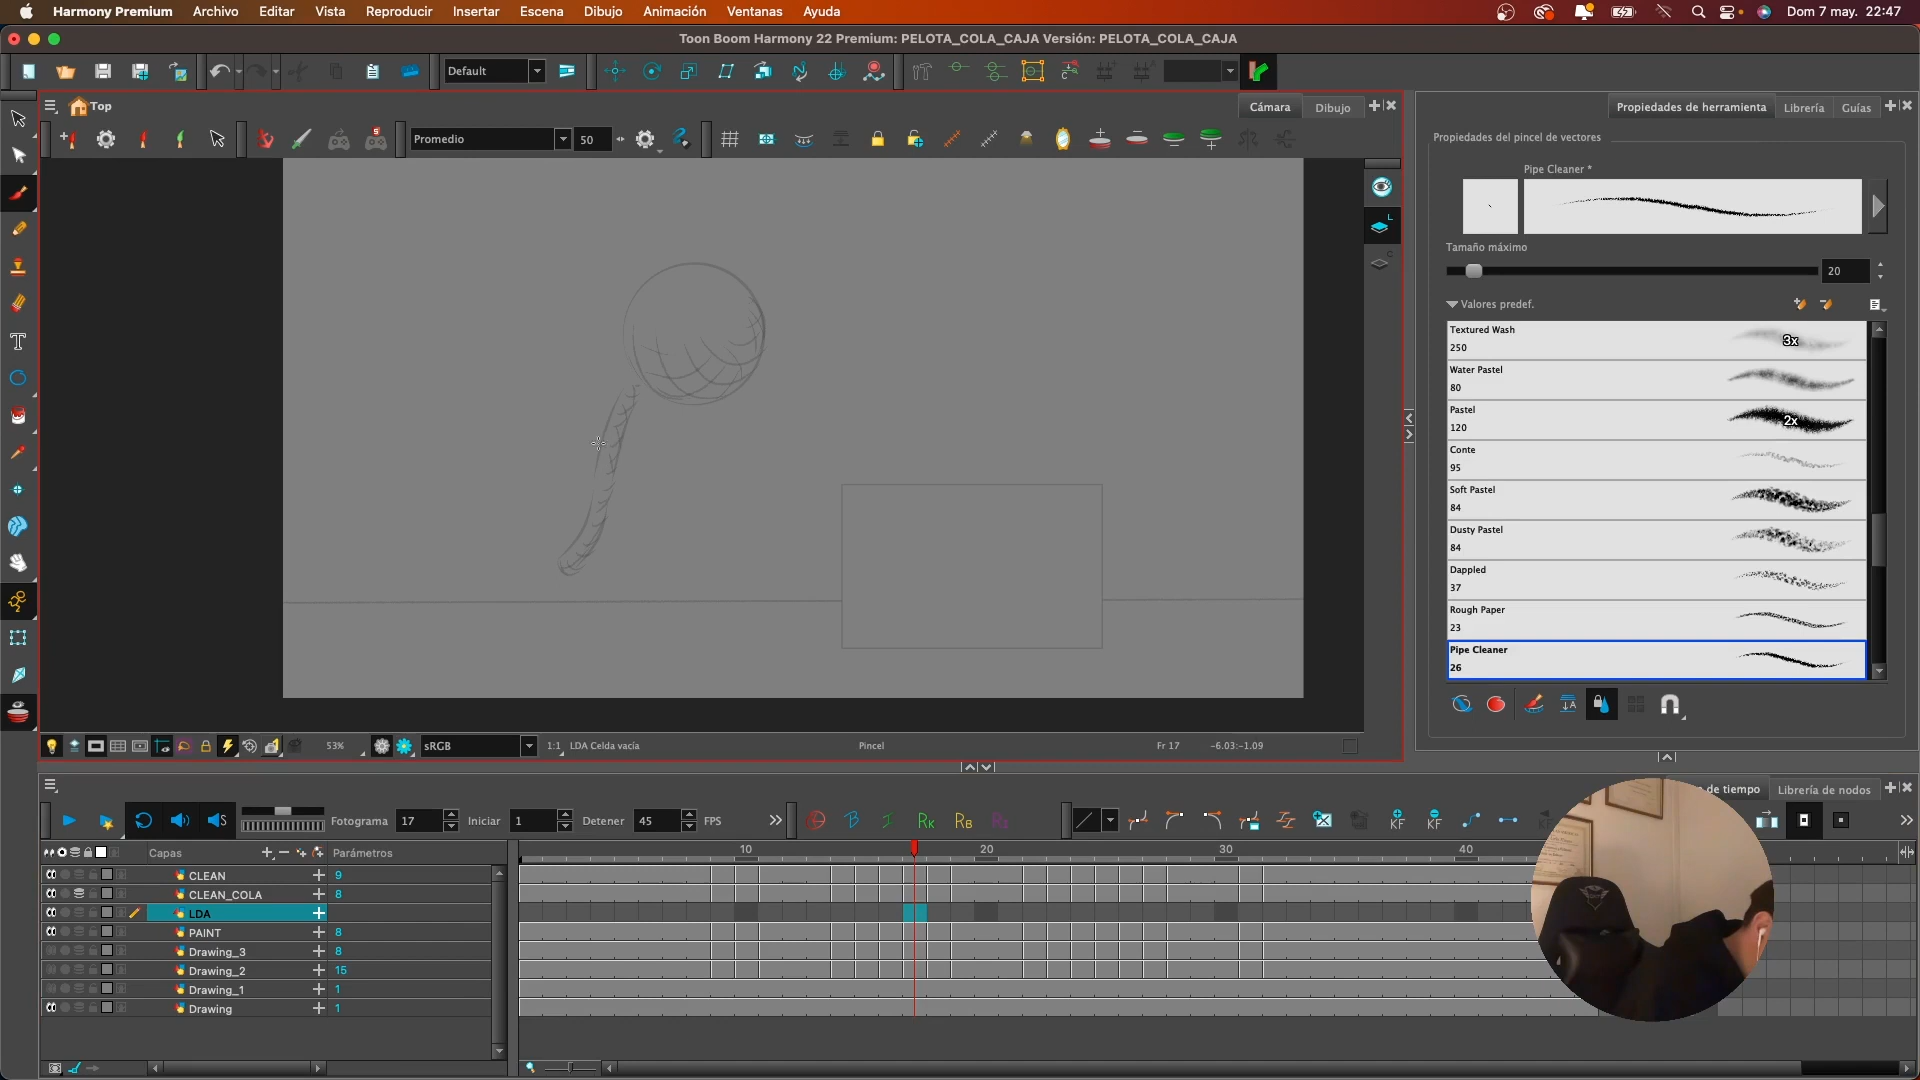 Harmony Premium Archivo Editar Vista Reproducir Insertar Escena Dibujo Animación Ventanas Ayuda Dom 7 may. 22:47
Toon Boom Harmony 22 Premium: PELOTA_COLA_CAJA Versión: PELOTA_COLA_CAJA
Default
Top
Cámara Dibujo
Propiedades de herramienta Librería Guías
Promedio 50
Propiedades del pincel de vectores
Pipe Cleaner *
Tamaño máximo
20
Valores predef.
Textured Wash
250
3x
Water Pastel
80
Pastel
120
2x
Conte
95
Soft Pastel
84
Dusty Pastel
84
Dappled
37
Rough Paper
23
Pipe Cleaner
26
53% sRGB 1:1 LDA Celda vacía Pincel Fr 17 -6.03:-1.09
de tiempo Librería de nodos
Fotograma 17 Iniciar 1 Detener 45 FPS
Capas Parámetros
10 20 30 40
CLEAN 9
CLEAN_COLA 8
LDA
PAINT 8
Drawing_3 8
Drawing_2 15
Drawing_1 1
Drawing 1